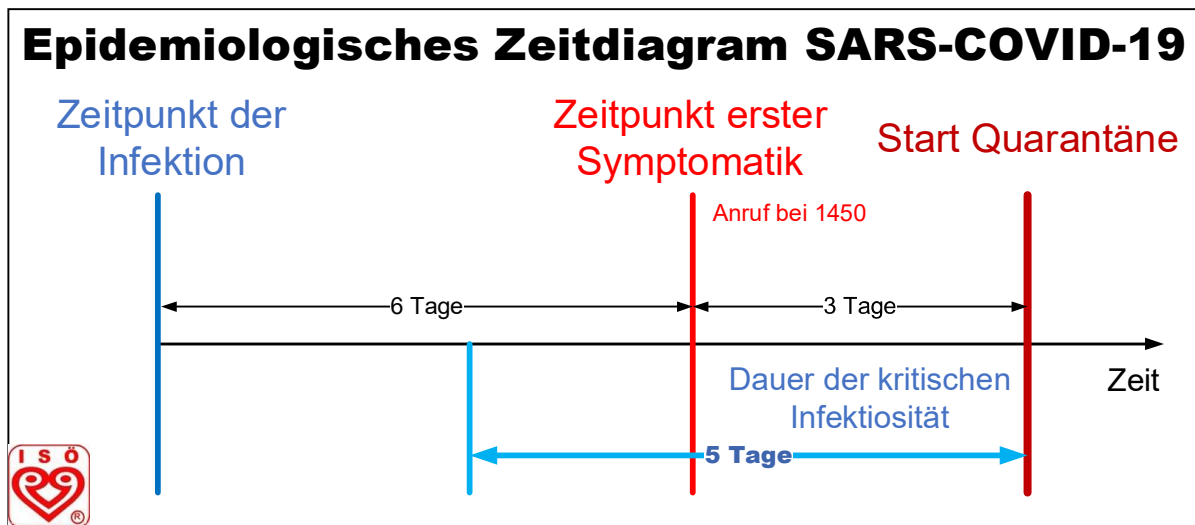 Epidemiologisches Zeitdiagram SARS-COVID-19
Zeitpunkt der
Infektion
Zeitpunkt erster
Symptomatik
Start Quarantäne
Anruf bei 1450
6 Tage
3 Tage
Zeit
Dauer der kritischen
Infektiosität
5 Tage
ISÖ
®